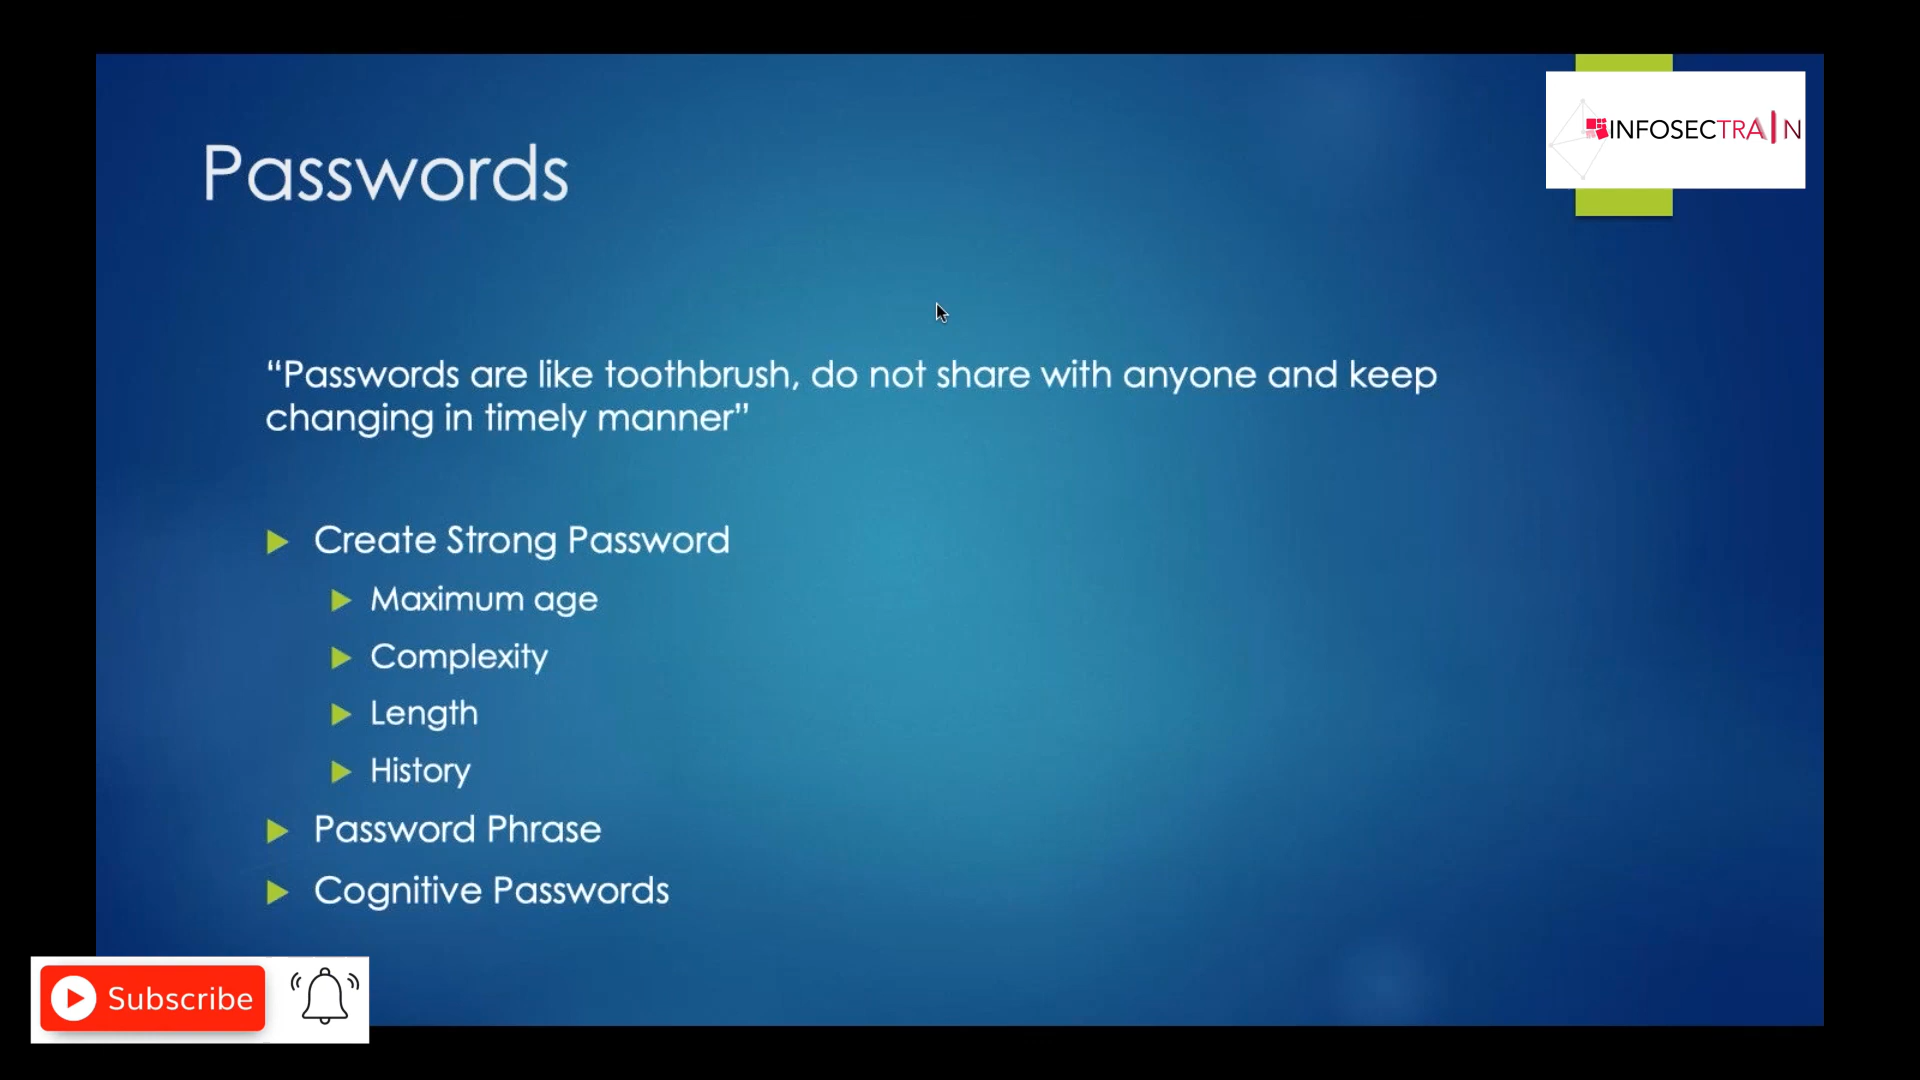 INFOSECTRAIN
Passwords
“Passwords are like toothbrush, do not share with anyone and keep
changing in timely manner”
Create Strong Password
Maximum age
Complexity
Length
History
Password Phrase
Cognitive Passwords
Subscribe